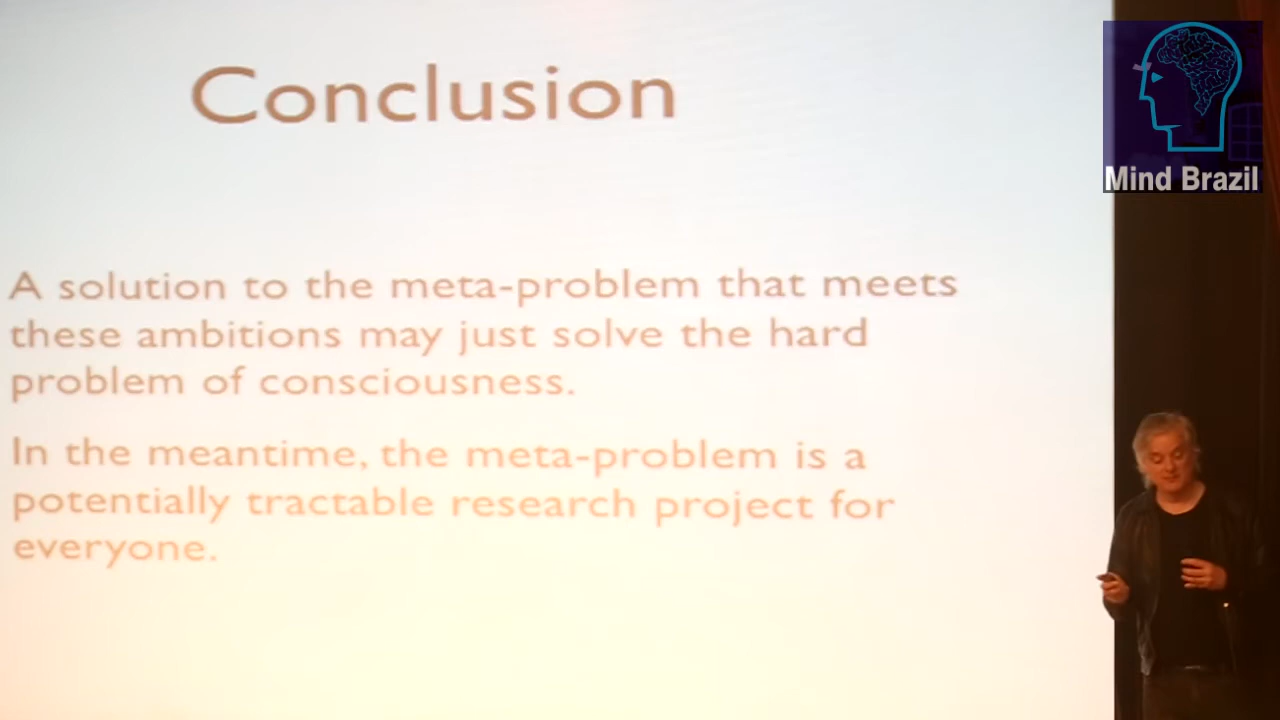 Conclusion
A solution to the meta-problem that meets
these ambitions may just solve the hard
problem of consciousness.
In the meantime, the meta-problem is a
potentially tractable research project for
everyone.
Mind Brazil